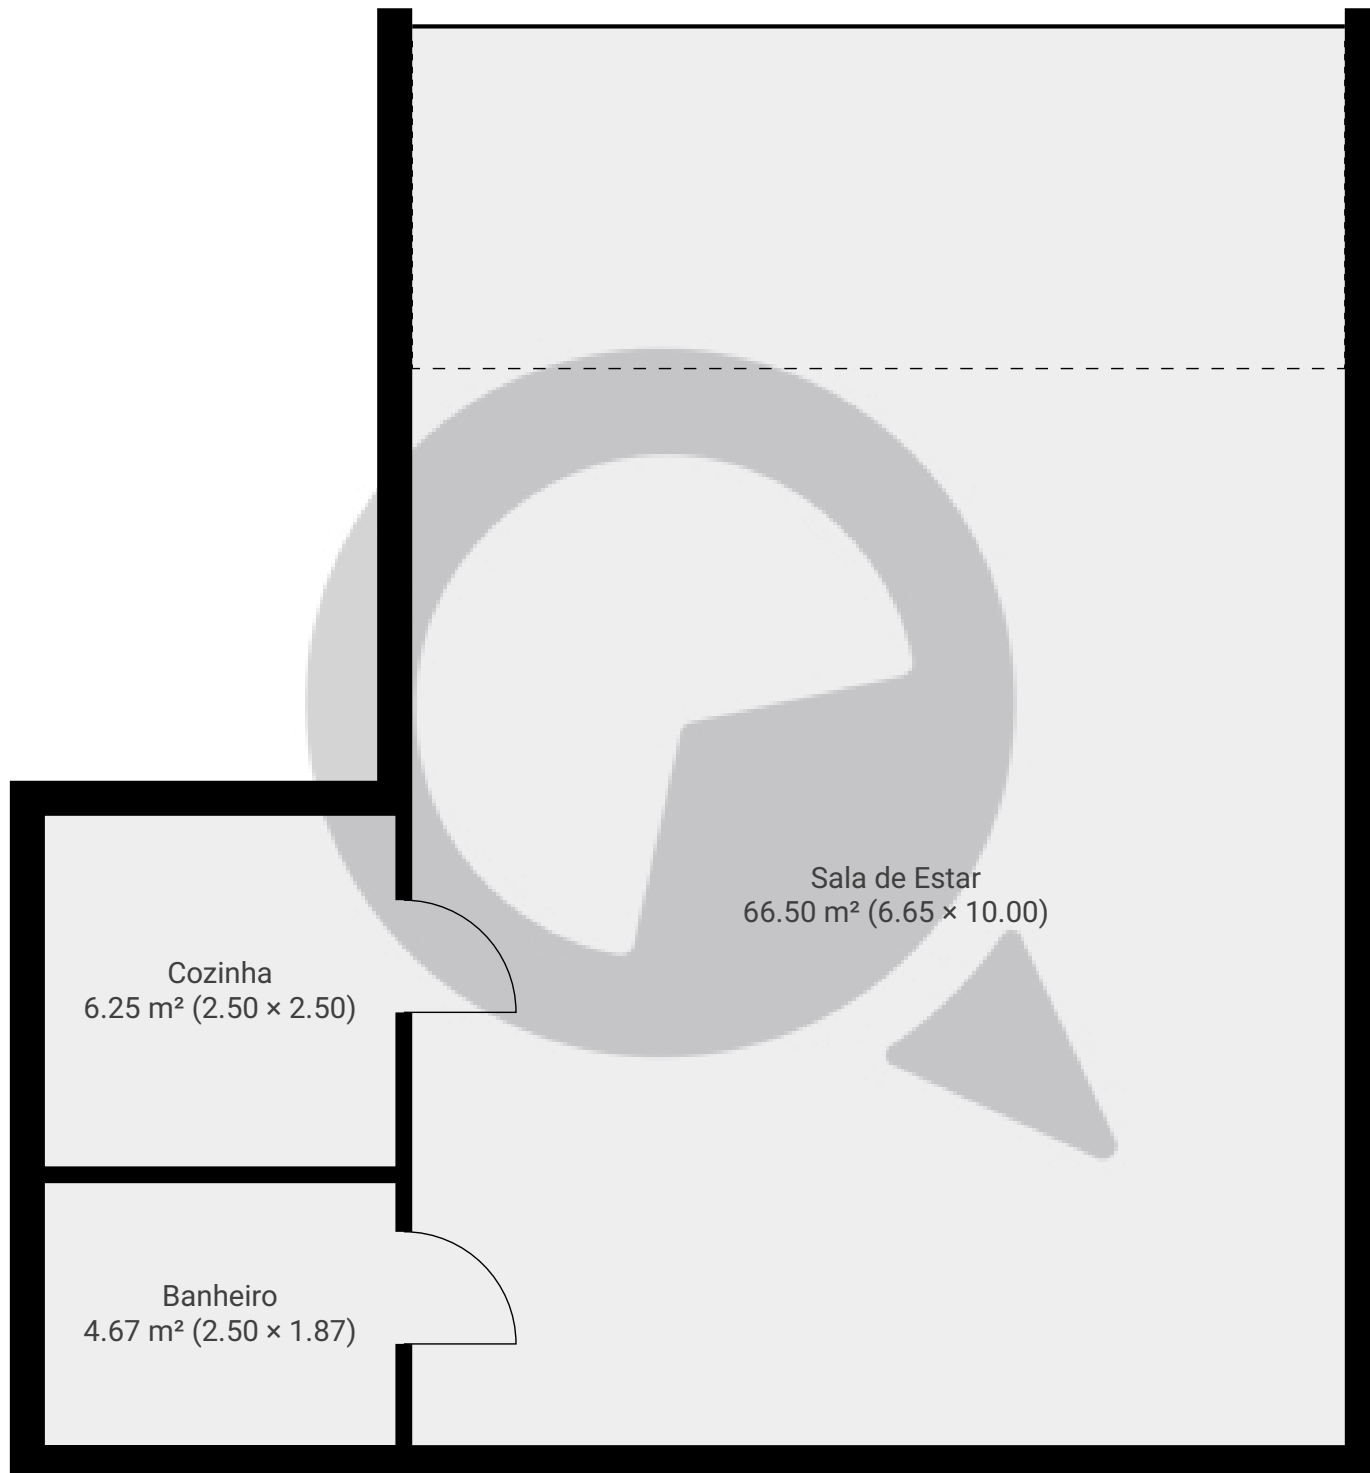 Sala de Estar
66.50 m² (6.65 × 10.00)
Cozinha
6.25 m² (2.50 × 2.50)
Banheiro
4.67 m² (2.50 × 1.87)